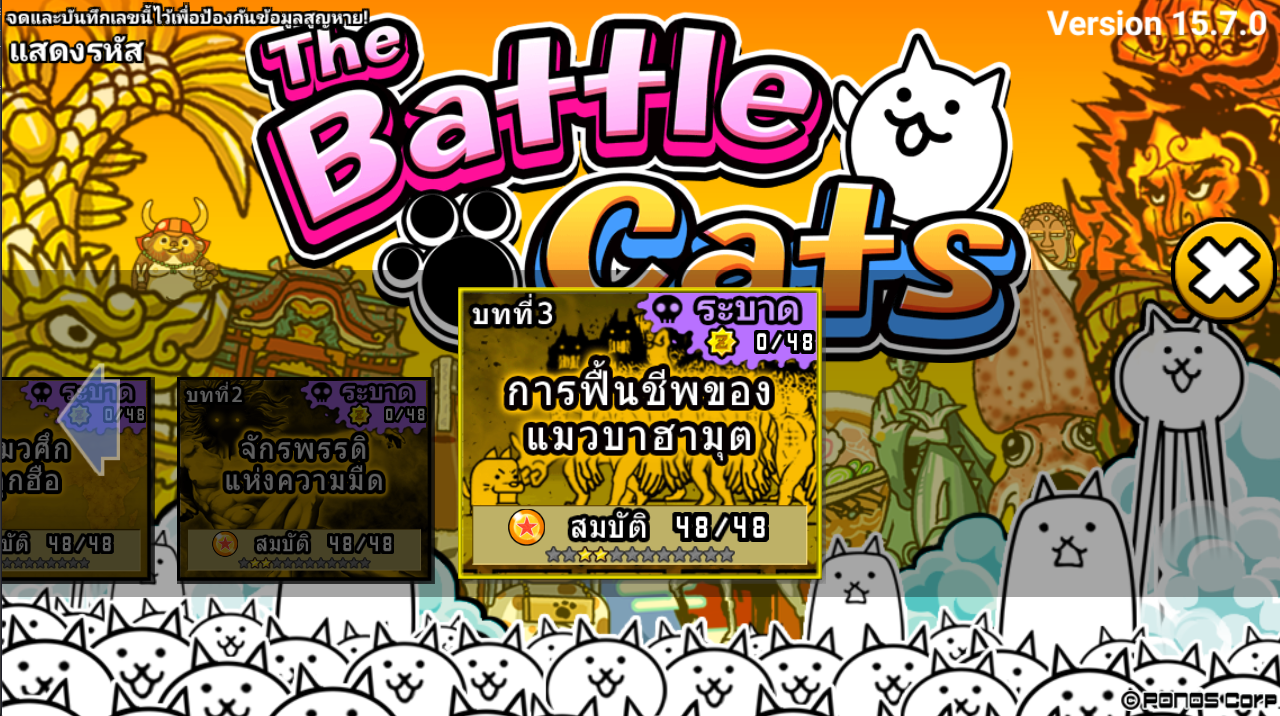 จดและบันทึกเลขนี้ไว้เพื่อป้องกันข้อมูลสูญหาย!
แสดงรหัส
Version 15.7.0
The
Battle
Cats
ระบาด
0/48
48/48
บทที่2
ระบาด
0/48
จักรพรรดิ
แห่งความมืด
สมบัติ 48/48
บทที่3
ระบาด
Z 0/48
การฟื้นชีพของ
แมวบาฮามุต
สมบัติ 48/48
© PONOS Corp.